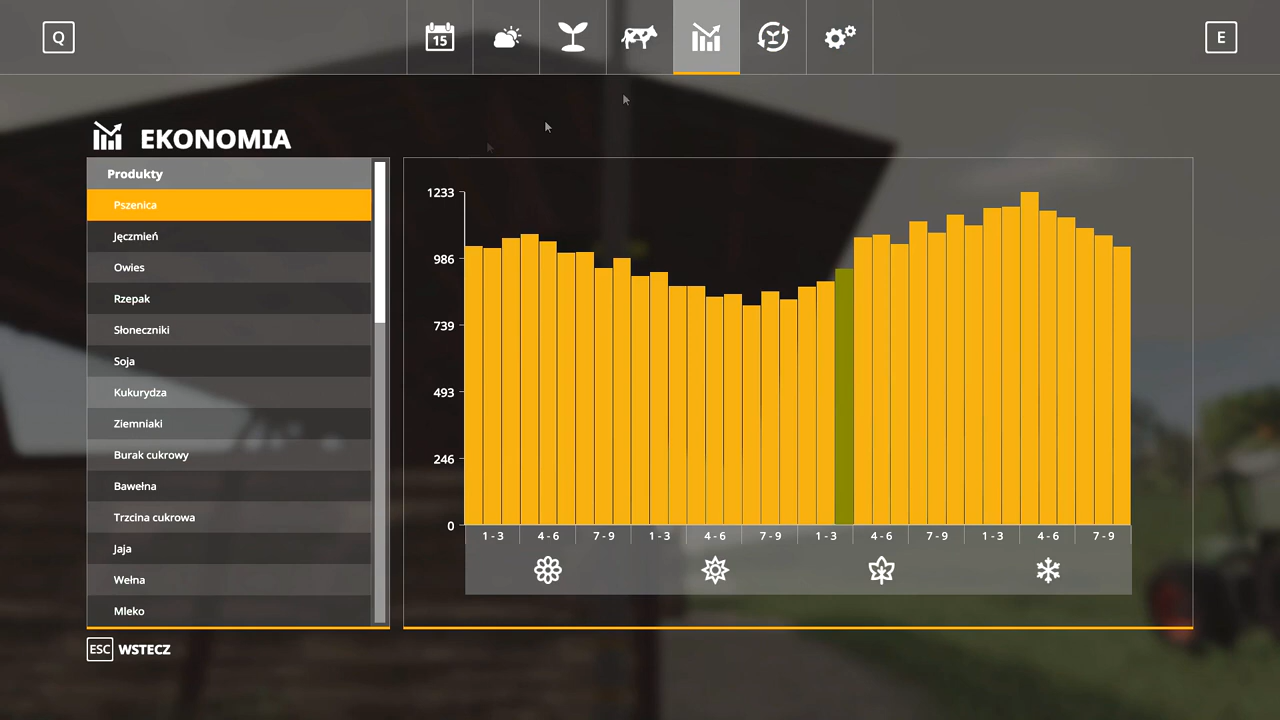 Q
15
E
EKONOMIA
Produkty
Pszenica
Jęczmień
Owies
Rzepak
Słoneczniki
Soja
Kukurydza
Ziemniaki
Burak cukrowy
Bawełna
Trzcina cukrowa
Jaja
Wełna
Mleko
1233
986
739
493
246
0
1 - 3 4 - 6 7 - 9 1 - 3 4 - 6 7 - 9 1 - 3 4 - 6 7 - 9 1 - 3 4 - 6 7 - 9
ESC WSTECZ